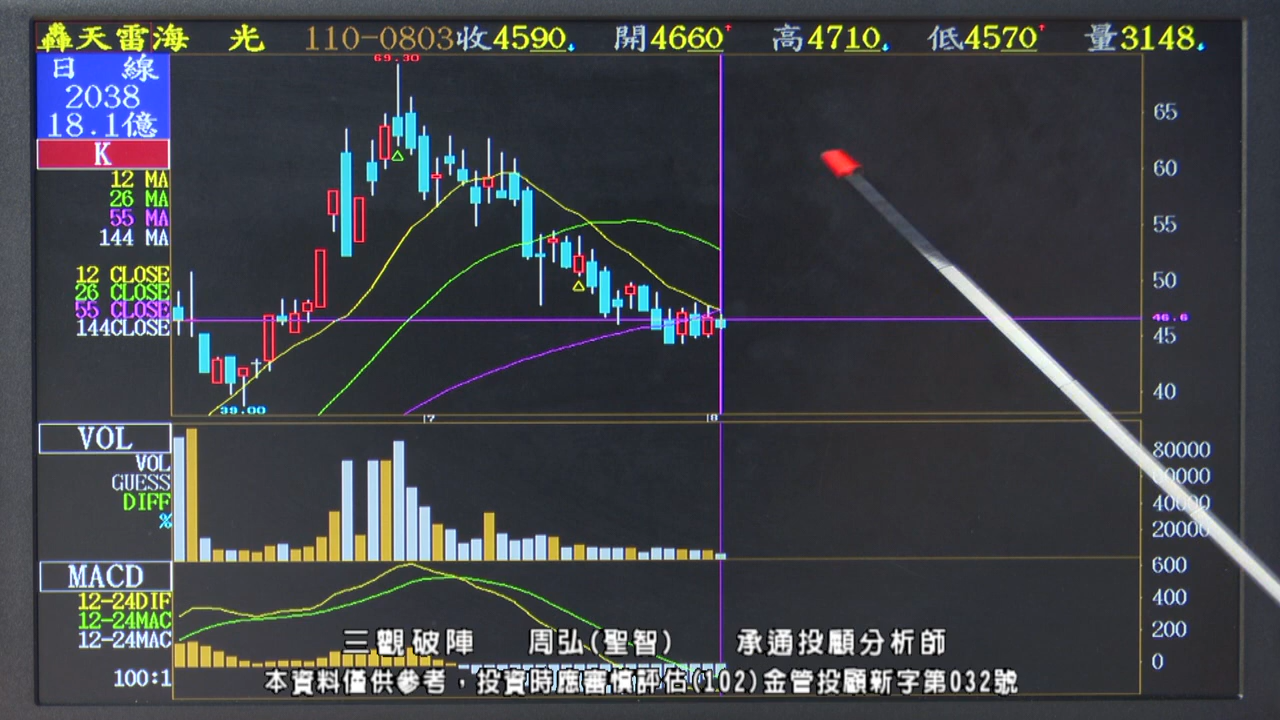 轟天雷海 光 110-0803收4590 開4660 高4710 低4570 量3148
日 線
2038
18.1億
K
12 MA
26 MA
55 MA
144 MA
12 CLOSE
26 CLOSE
55 CLOSE
144CLOSE
69.30
39.00
65
60
55
50
46.6
45
40
7 8
VOL
VOL
GUESS
DIFF
%
80000
60000
40000
20000
MACD
12-24DIF
12-24MAC
12-24MAC
100:1
600
400
200
0
三觀破陣 周弘(聖智) 承通投顧分析師
本資料僅供參考，投資時應審慎評估(102)金管投顧新字第032號